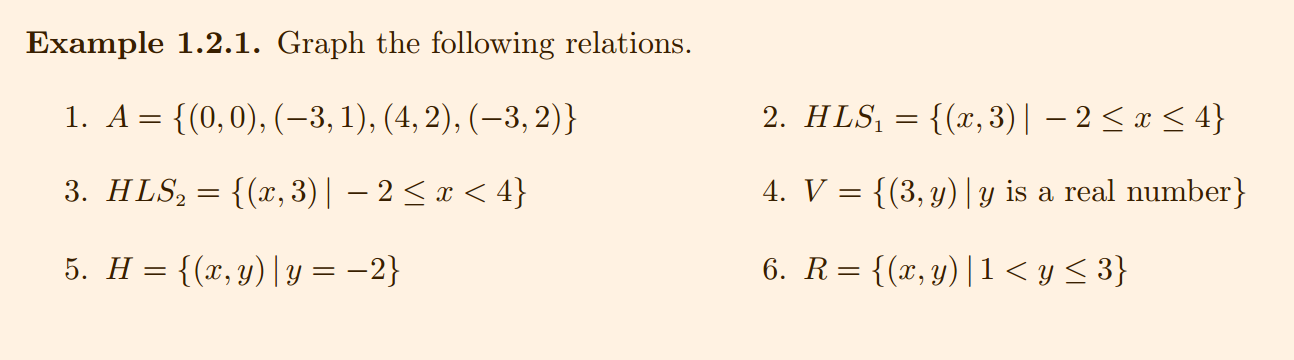 Example 1.2.1. Graph the following relations.
1. A = {(0, 0), (−3, 1), (4, 2), (−3, 2)}
2. HLS₁ = {(x, 3) | − 2 ≤ x ≤ 4}
3. HLS₂ = {(x, 3) | − 2 ≤ x < 4}
4. V = {(3, y) | y is a real number}
5. H = {(x, y) | y = −2}
6. R = {(x, y) | 1 < y ≤ 3}